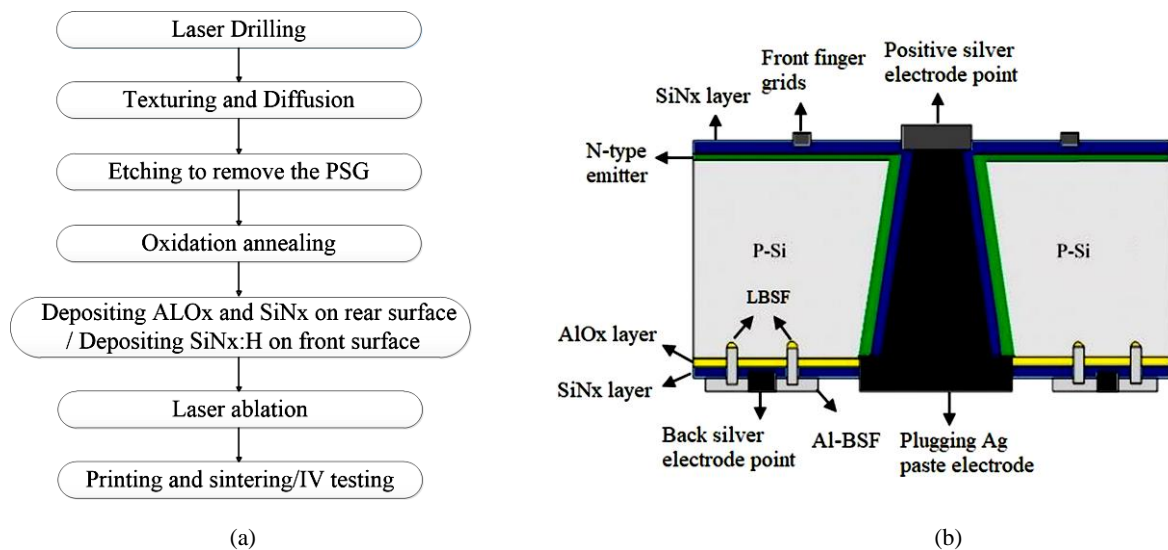 Laser Drilling
Texturing and Diffusion
Etching to remove the PSG
Oxidation annealing
Depositing ALOx and SiNx on rear surface
/ Depositing SiNx:H on front surface
Laser ablation
Printing and sintering/IV testing
(a)
Positive silver
electrode point
Front finger
grids
SiNx layer
N-type
emitter
P-Si
P-Si
LBSF
AlOx layer
SiNx layer
Back silver
electrode point
Al-BSF
Plugging Ag
paste electrode
(b)